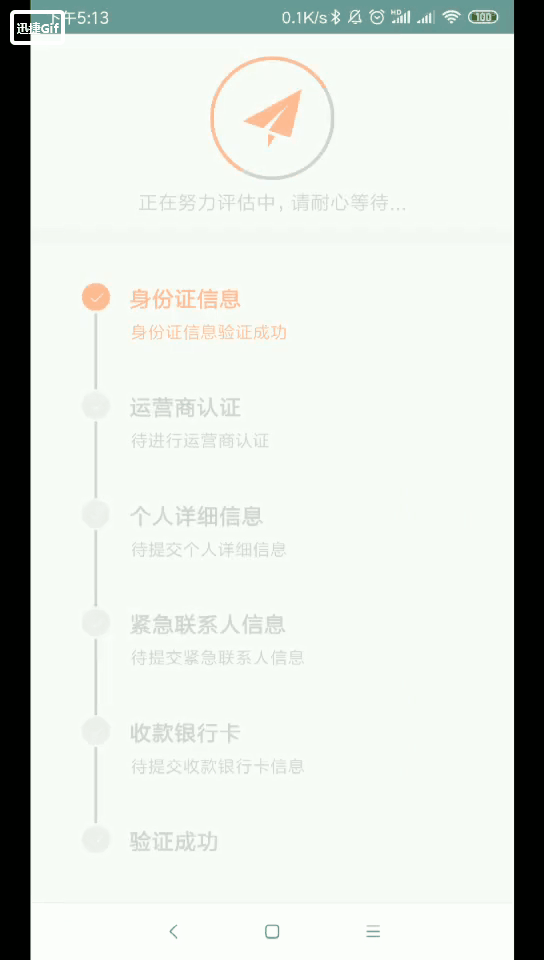 迅捷Gif
下午5:13
0.1K/s
HD
100
正在努力评估中，请耐心等待...
身份证信息
身份证信息验证成功
运营商认证
待进行运营商认证
个人详细信息
待提交个人详细信息
紧急联系人信息
待提交紧急联系人信息
收款银行卡
待提交收款银行卡信息
验证成功